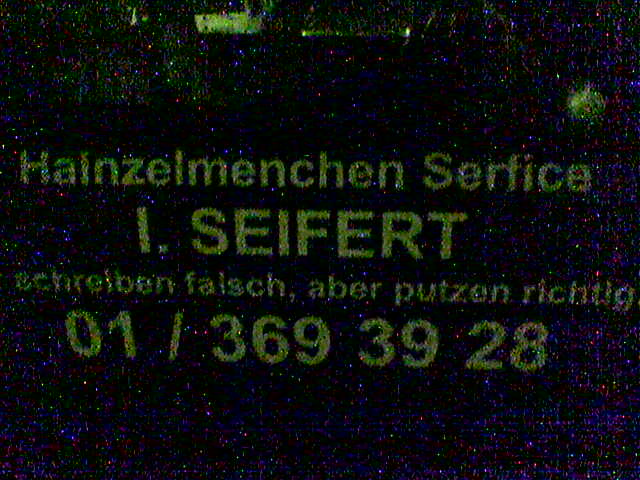 Hainzelmenchen Serfice
I. SEIFERT
schreiben falsch, aber putzen richtig
01 / 369 39 28